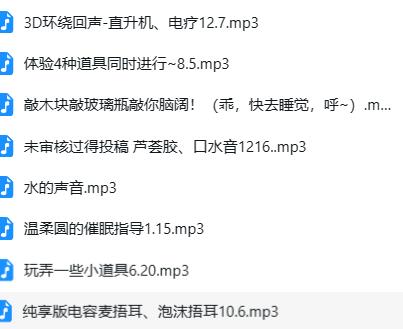 3D环绕回声-直升机、电疗12.7.mp3
体验4种道具同时进行~8.5.mp3
敲木块敲玻璃瓶敲你脑阔！（乖，快去睡觉，呼~）.m...
未审核过得投稿 芦荟胶、口水音1216..mp3
水的声音.mp3
温柔圆的催眠指导1.15.mp3
玩弄一些小道具6.20.mp3
纯享版电容麦捂耳、泡沫捂耳10.6.mp3